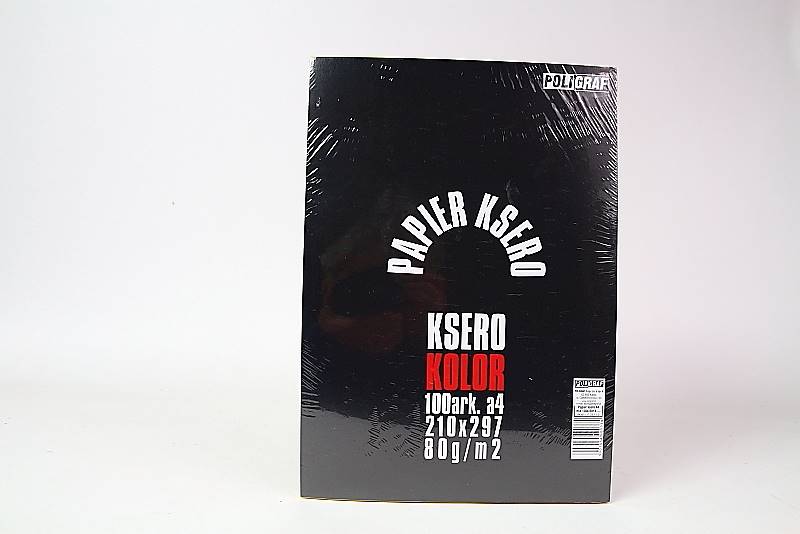 POLIGRAF
PAPIER KSERO
KSERO
KOLOR
100ark. a4
210x297
80g/m2
POLIGRAF